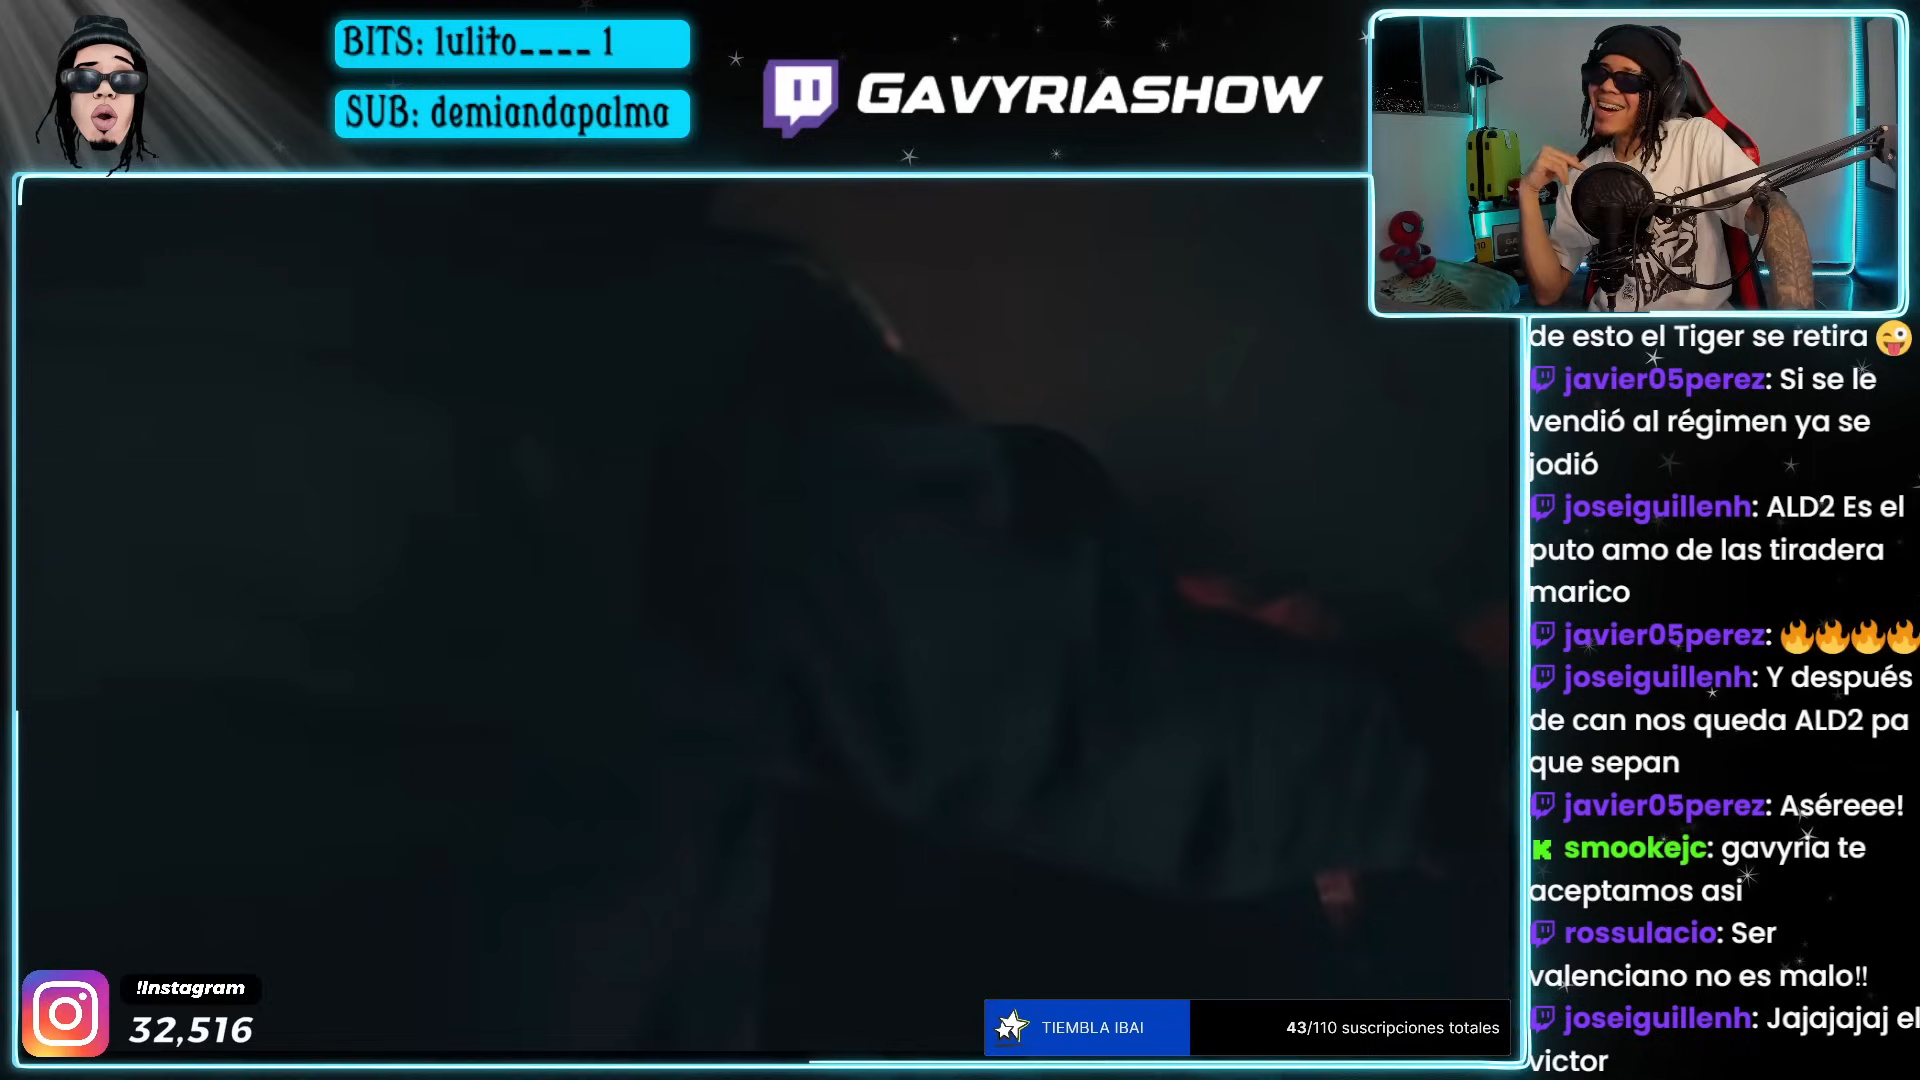 BITS: lulito____ 1
SUB: demiandapalma
GAVYRIASHOW
de esto el Tiger se retira 😜
javier05perez: Si se le
vendió al régimen ya se
jodió
joseiguillenh: ALD2 Es el
puto amo de las tiradera
marico
javier05perez: 🔥🔥🔥🔥
joseiguillenh: Y después
de can nos queda ALD2 pa
que sepan
javier05perez: Aséreee!
smookejc: gavyria te
aceptamos asi
rossulacio: Ser
valenciano no es malo!!
joseiguillenh: Jajajajaj el
victor
!Instagram
32,516
TIEMBLA IBAI
43/110 suscripciones totales